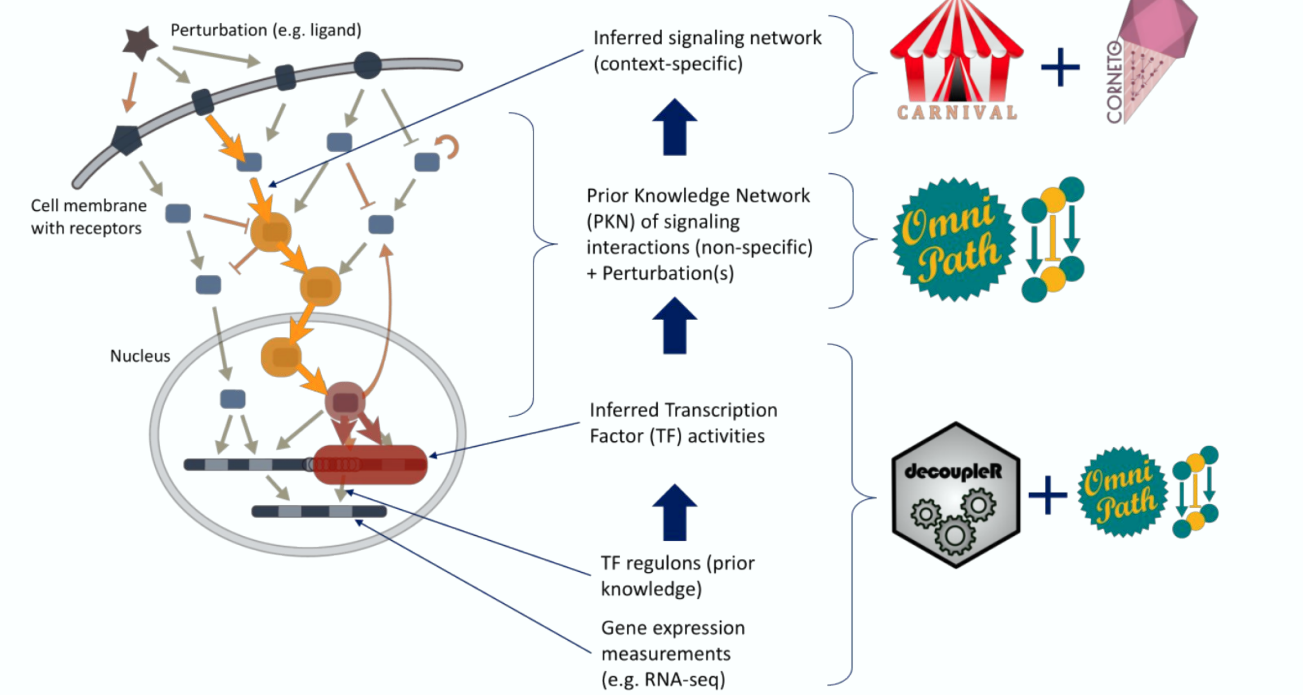 Perturbation (e.g. ligand)
Cell membrane
with receptors
Nucleus
Inferred signaling network
(context-specific)
Prior Knowledge Network
(PKN) of signaling
interactions (non-specific)
+ Perturbation(s)
Inferred Transcription
Factor (TF) activities
TF regulons (prior
knowledge)
Gene expression
measurements
(e.g. RNA-seq)
CARNIVAL
+
CORNETO
Omni
Path
decoupleR
+
Omni
Path